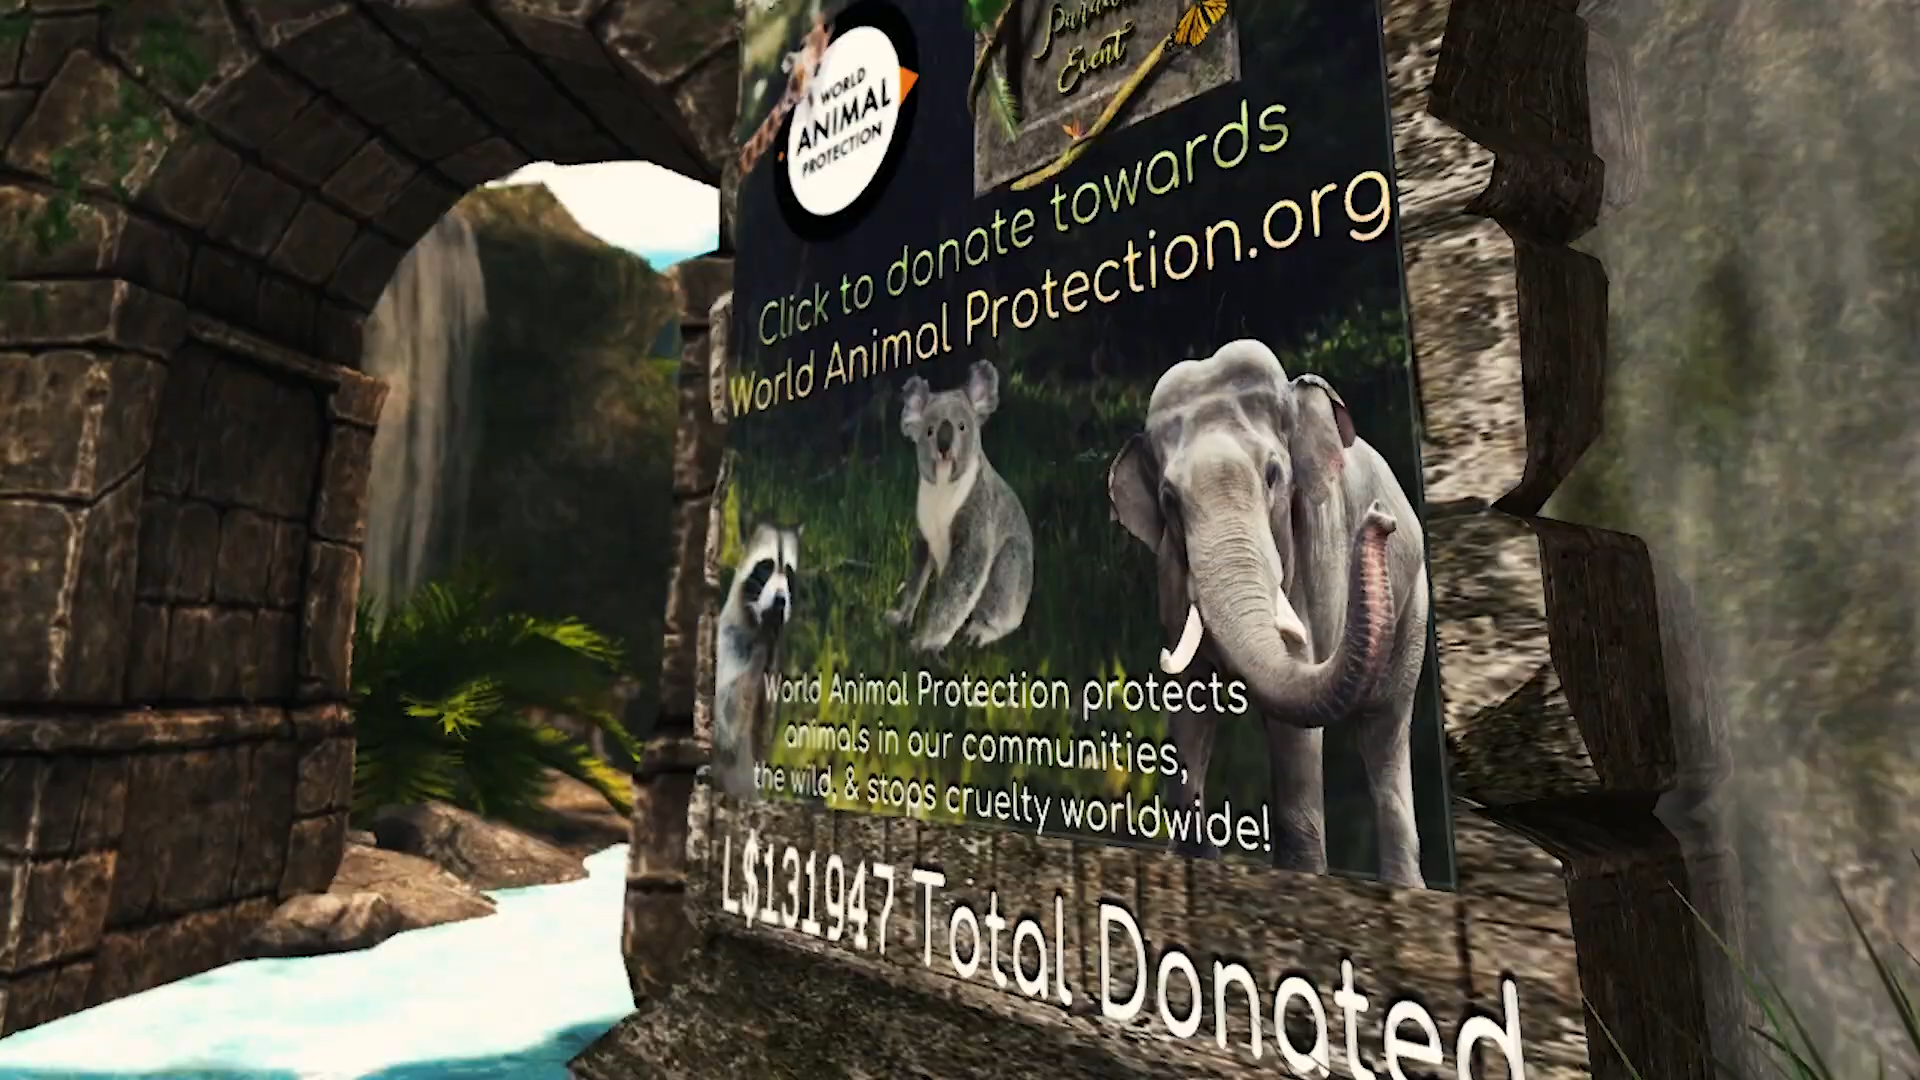 WORLD
ANIMAL
PROTECTION
Event
Click to donate towards
World Animal Protection.org
World Animal Protection protects
animals in our communities,
the wild, & stops cruelty worldwide!
L$131947 Total Donated